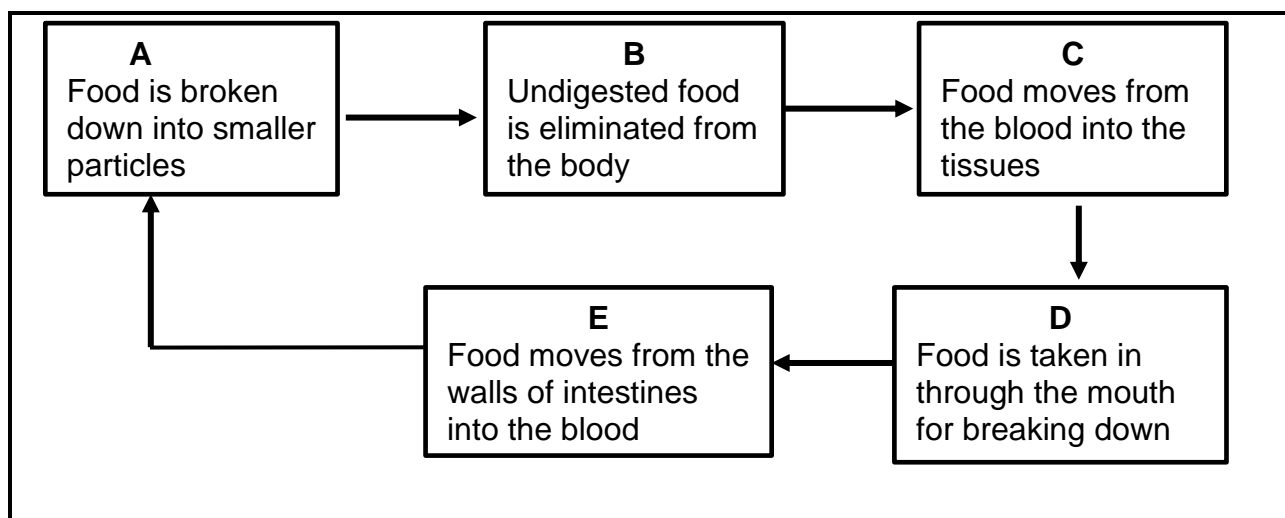 A
Food is broken
down into smaller
particles
B
Undigested food
is eliminated from
the body
C
Food moves from
the blood into the
tissues
E
Food moves from the
walls of intestines
into the blood
D
Food is taken in
through the mouth
for breaking down